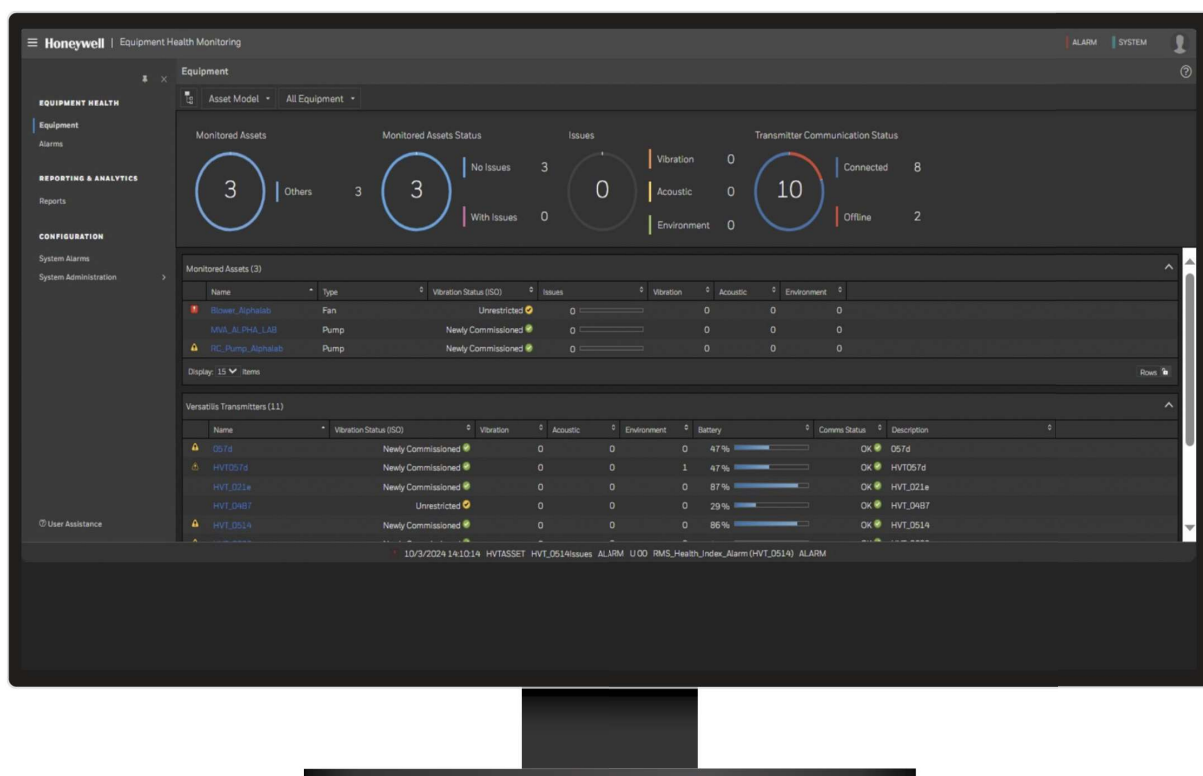 Honeywell | Equipment Health Monitoring
ALARM SYSTEM
EQUIPMENT HEALTH
Equipment
Alarms
REPORTING & ANALYTICS
Reports
CONFIGURATION
System Alarms
System Administration
User Assistance
Equipment
Asset Model All Equipment
Monitored Assets
3
Others 3
Monitored Assets Status
3
No Issues 3
With Issues 0
Issues
0
Vibration 0
Acoustic 0
Environment 0
Transmitter Communication Status
10
Connected 8
Offline 2
Monitored Assets (3)
Name Type Vibration Status (ISO) Issues Vibration Acoustic Environment
Blower_Alphalab Fan Unrestricted 0 0 0 0
MVA_ALPHA_LAB Pump Newly Commissioned 0 0 0 0
RC_Pump_Alphalab Pump Newly Commissioned 0 0 0 0
Display: 15 Items Rows
Versatilis Transmitters (11)
Name Vibration Status (ISO) Vibration Acoustic Environment Battery Comms Status Description
057d Newly Commissioned 0 0 0 47% OK 057d
HVT057d Newly Commissioned 0 0 1 47% OK HVT057d
HVT_021e Newly Commissioned 0 0 0 87% OK HVT_021e
HVT_0487 Unrestricted 0 0 0 29% OK HVT_0487
HVT_0514 Newly Commissioned 0 0 0 86% OK HVT_0514
10/3/2024 14:10:14 HVTASSET HVT_0514Issues ALARM U 00 RMS_Health_Index_Alarm (HVT_0514) ALARM